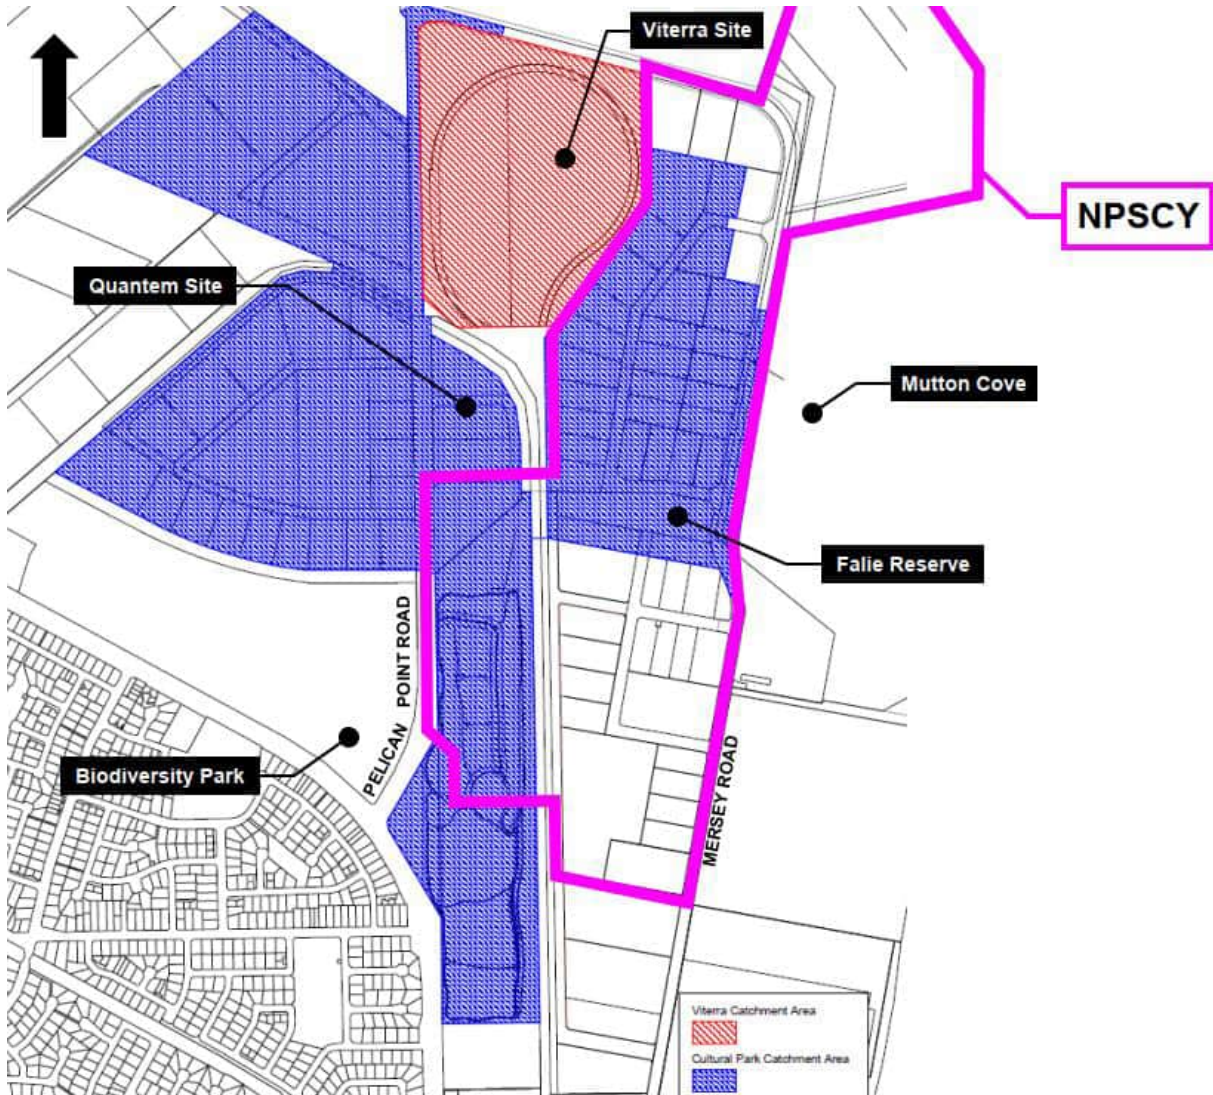 Viterra Site
NPSCY
Quantem Site
Mutton Cove
Falie Reserve
PELICAN POINT ROAD
Biodiversity Park
MERSEY ROAD
Viterra Catchment Area
Cultural Park Catchment Area